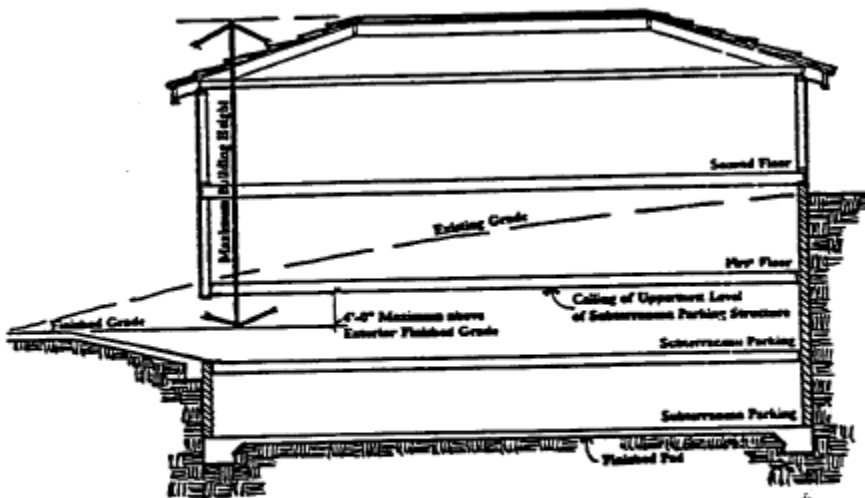 Maximum Building Height
Second Floor
Existing Grade
First Floor
Finished Grade
4'-0" Maximum above
Exterior Finished Grade
Ceiling of Uppermost Level
of Subterranean Parking Structure
Subterranean Parking
Subterranean Parking
Finished Pad